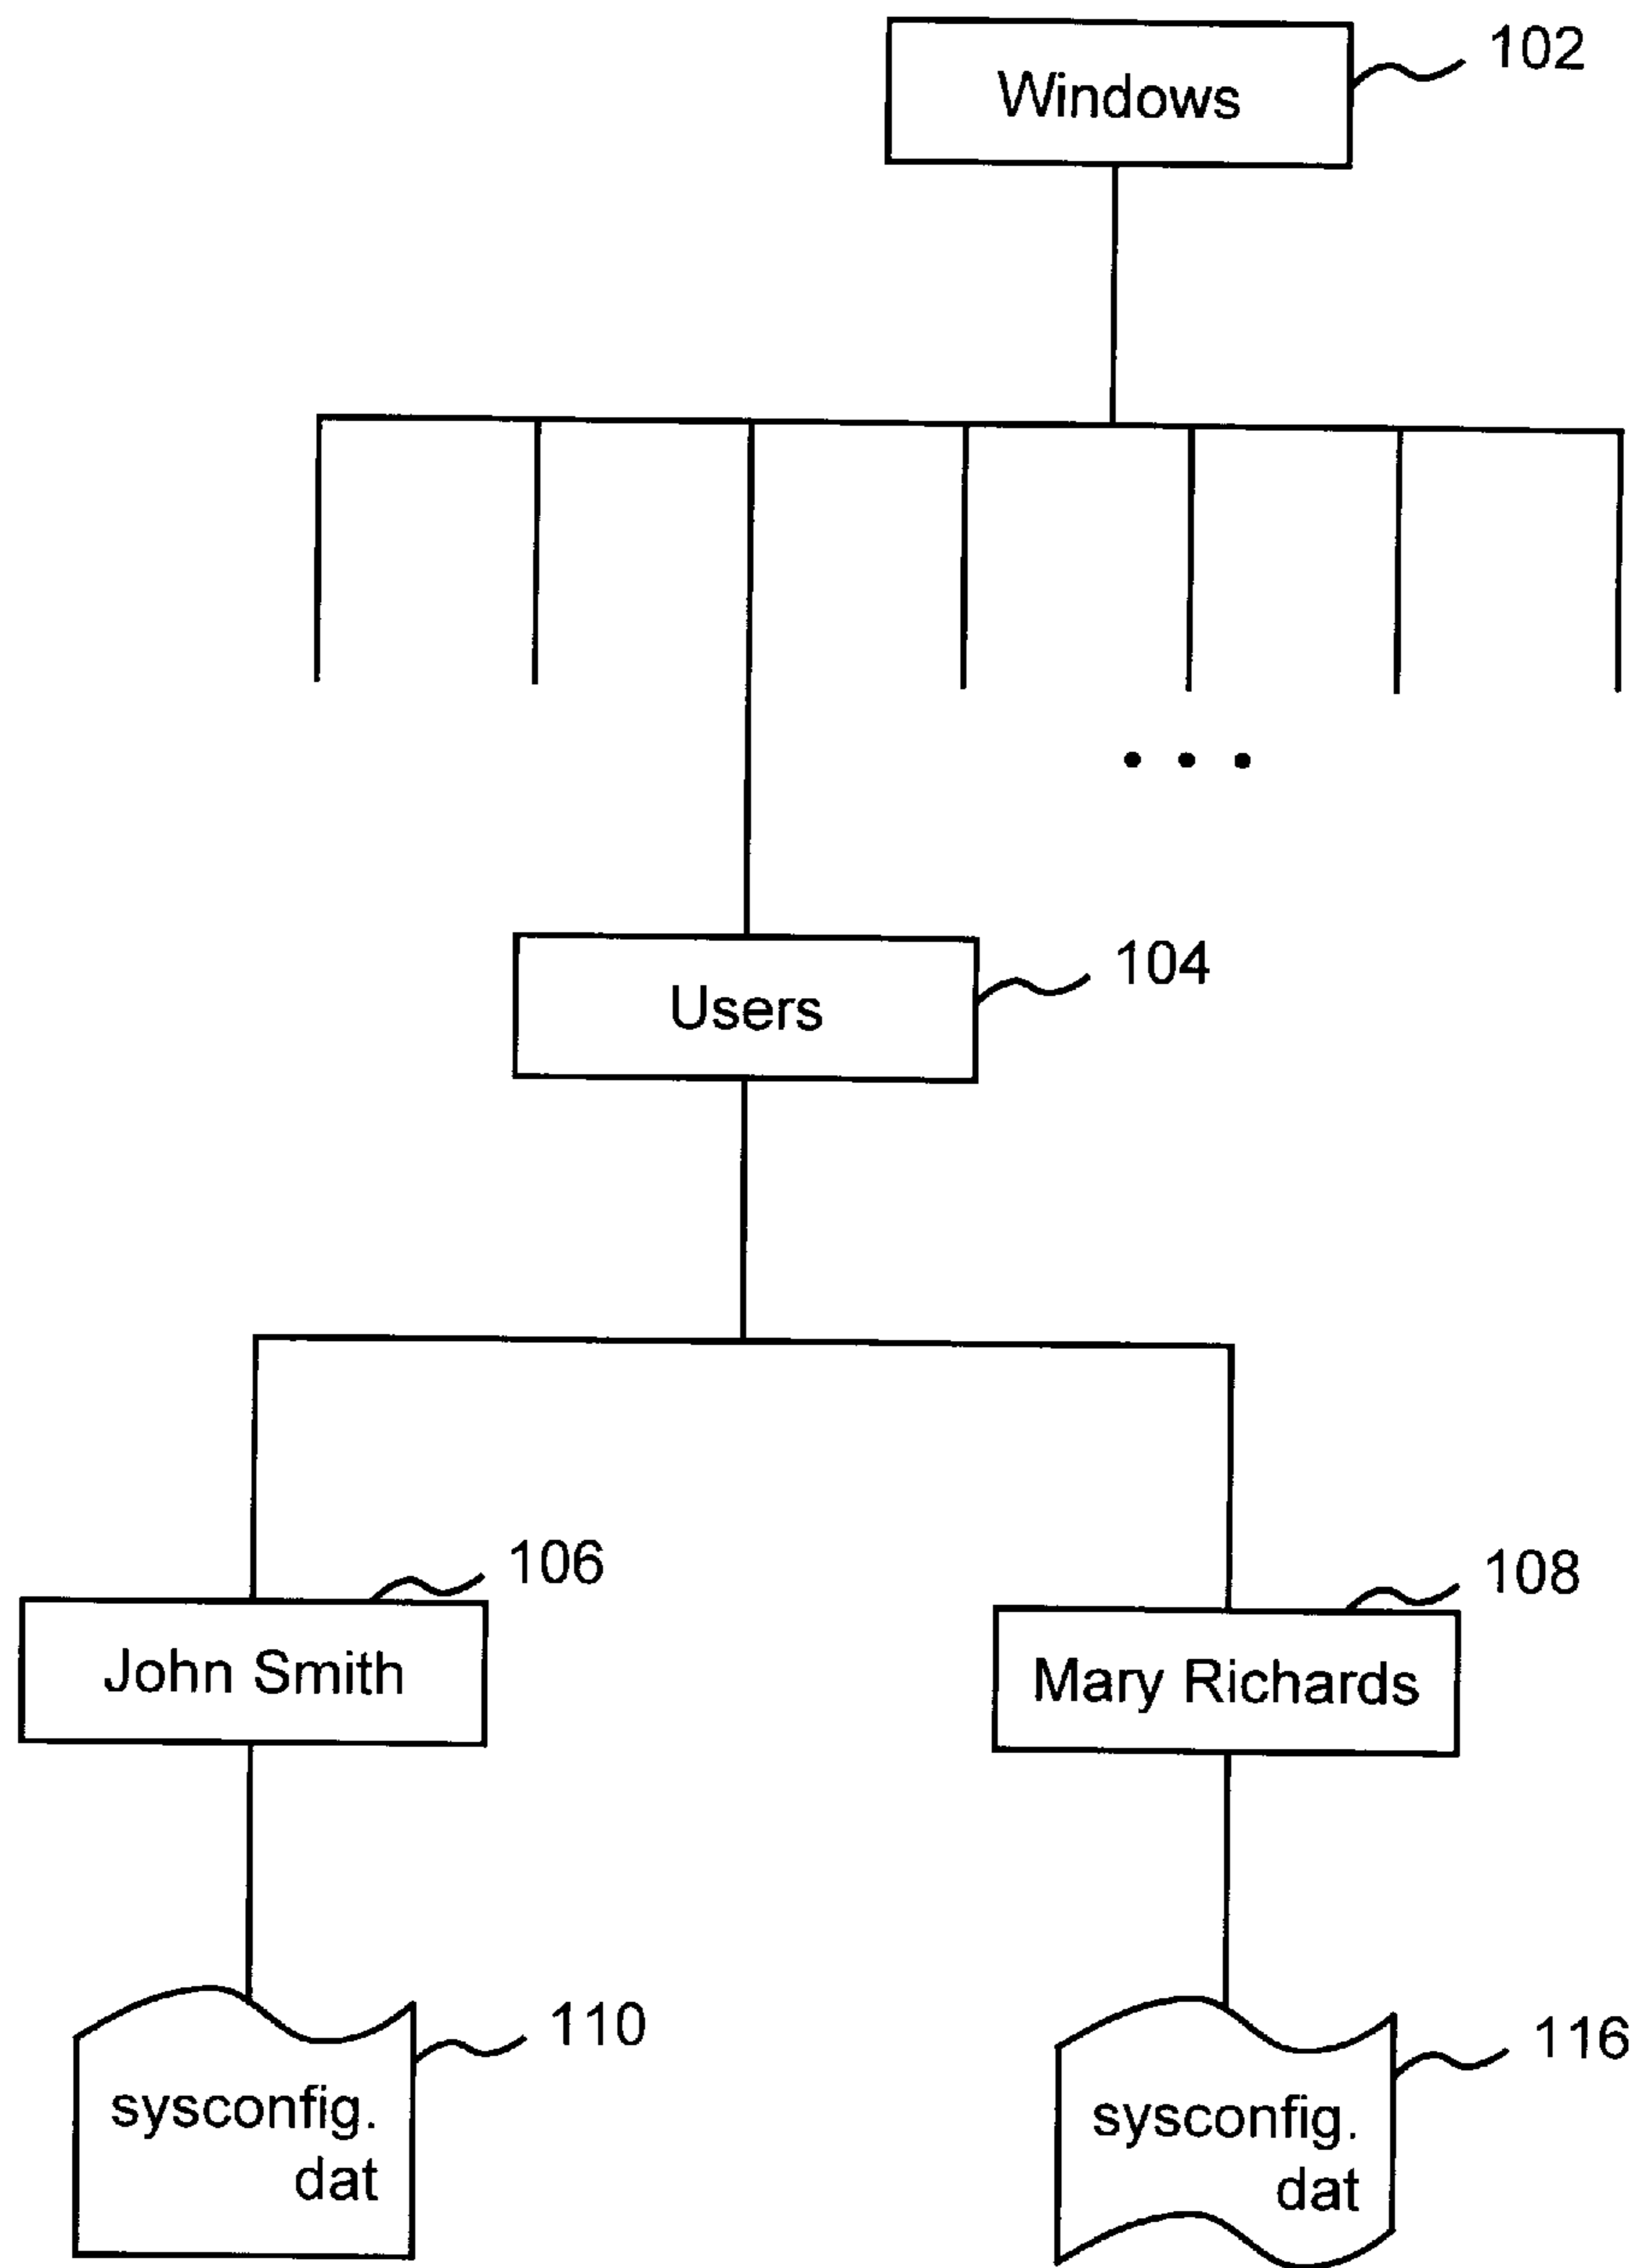 102
Windows
• • •
104
Users
106
108
John Smith
Mary Richards
110
116
sysconfig.
dat
sysconfig.
dat